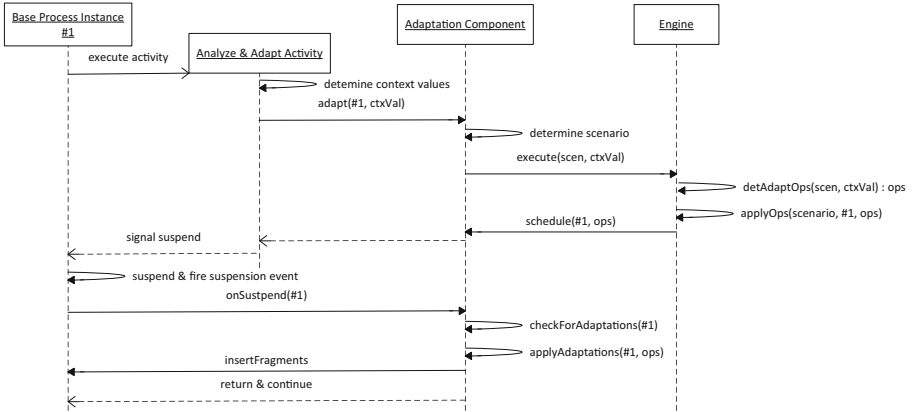 Base Process Instance
#1
Analyze & Adapt Activity
Adaptation Component
Engine
execute activity
detemine context values
adapt(#1, ctxVal)
determine scenario
execute(scen, ctxVal)
detAdaptOps(scen, ctxVal) : ops
applyOps(scenario, #1, ops)
schedule(#1, ops)
signal suspend
suspend & fire suspension event
onSustpend(#1)
checkForAdaptations(#1)
applyAdaptations(#1, ops)
insertFragments
return & continue